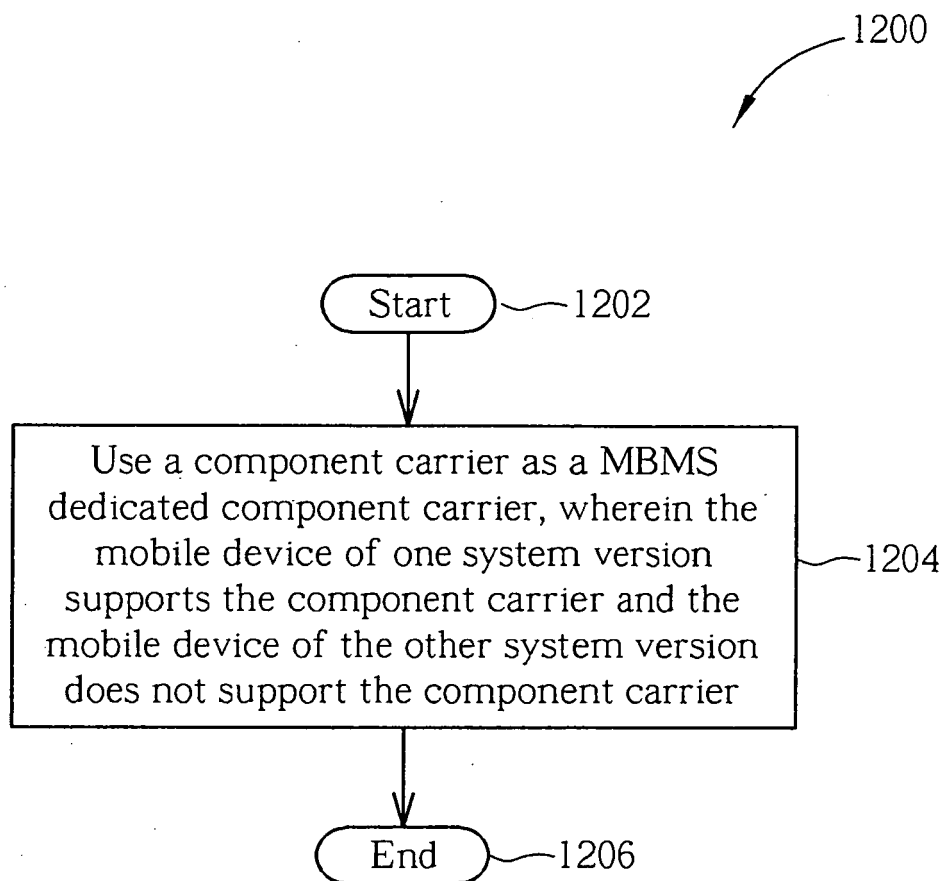 1200
Start
1202
Use a component carrier as a MBMS
dedicated component carrier, wherein the
mobile device of one system version
supports the component carrier and the
mobile device of the other system version
does not support the component carrier
1204
End
1206